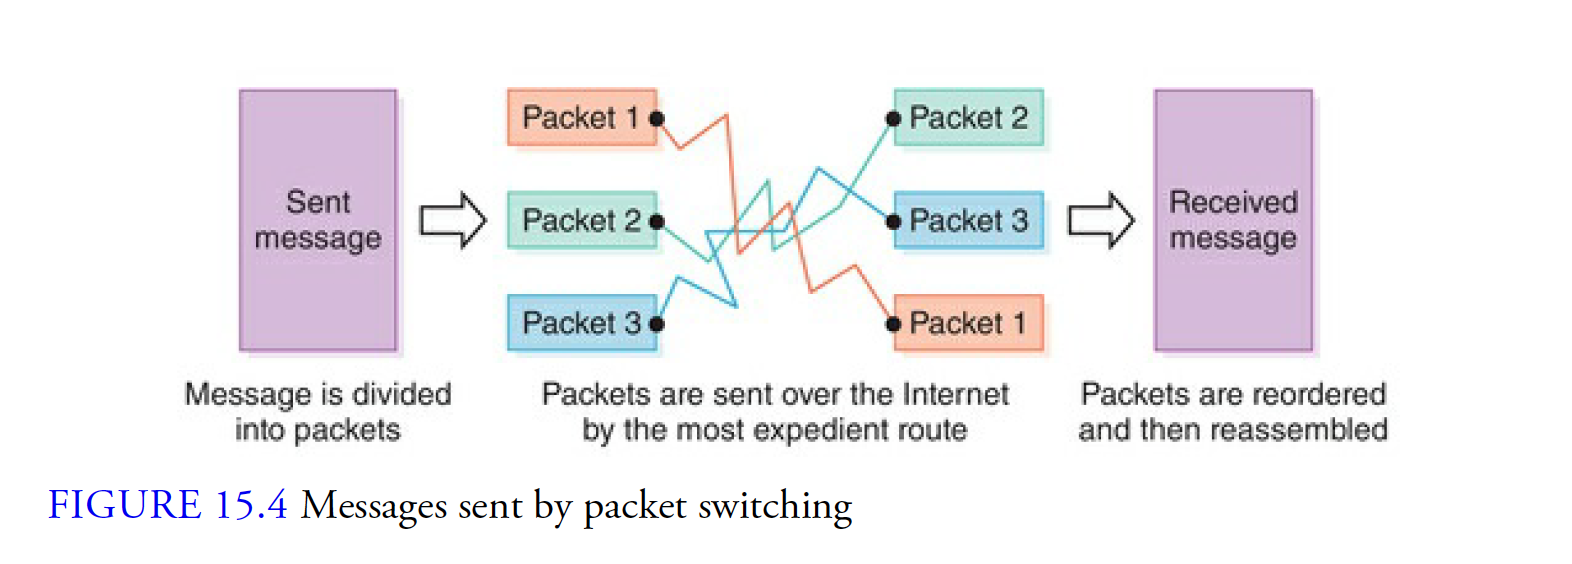 Sent
message
Packet 1
Packet 2
Packet 3
Packet 2
Packet 3
Packet 1
Received
message
Message is divided
into packets
Packets are sent over the Internet
by the most expedient route
Packets are reordered
and then reassembled
FIGURE 15.4 Messages sent by packet switching